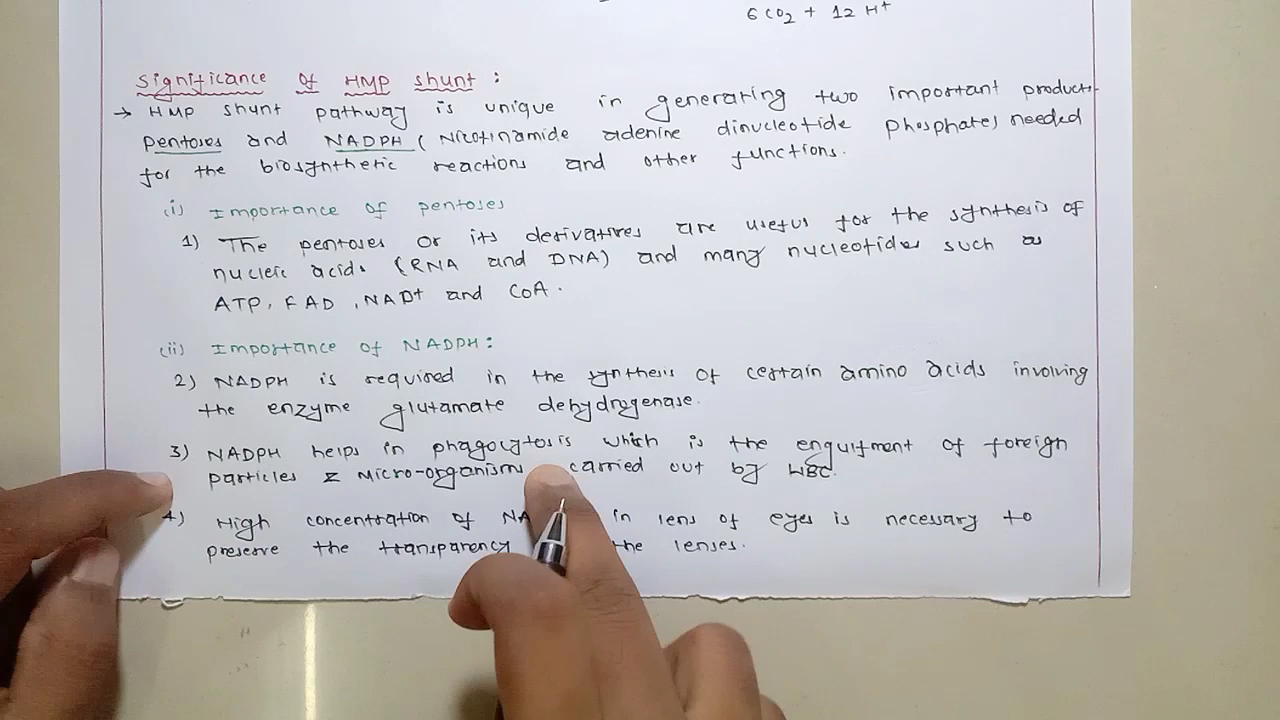 6 CO2 + 12 H+
Significance of HMP shunt :
→ HMP shunt pathway is unique in generating two important products
pentoses and NADPH ( Nicotinamide adenine dinucleotide phosphate) needed
for the biosynthetic reactions and other functions.
(i) Importance of pentoses
1) The pentoses or its derivatives are useful for the synthesis of
nucleic acids (RNA and DNA) and many nucleotides such as
ATP, FAD , NAD+ and CoA.
(ii) Importance of NADPH :
2) NADPH is required in the synthesis of certain amino acids involving
the enzyme glutamate dehydrogenase.
3) NADPH helps in phagocytosis which is the engulfment of foreign
particles & micro-organism carried out by WBC.
4) High concentration of NA in lens of eyes is necessary to
preserve the transparency the lenses.